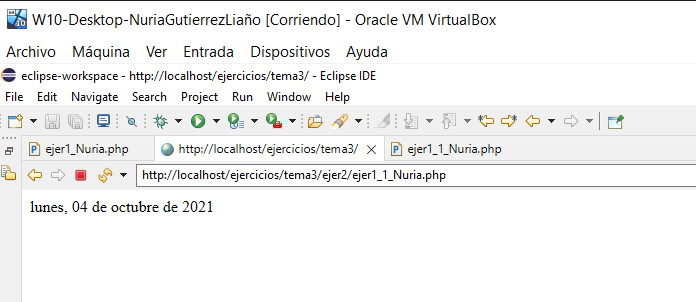 W10-Desktop-NuriaGutierrezLiaño [Corriendo] - Oracle VM VirtualBox
Archivo Máquina Ver Entrada Dispositivos Ayuda
eclipse-workspace - http://localhost/ejercicios/tema3/ - Eclipse IDE
File Edit Navigate Search Project Run Window Help
ejer1_Nuria.php http://localhost/ejercicios/tema3/ ejer1_1_Nuria.php
http://localhost/ejercicios/tema3/ejer2/ejer1_1_Nuria.php
lunes, 04 de octubre de 2021